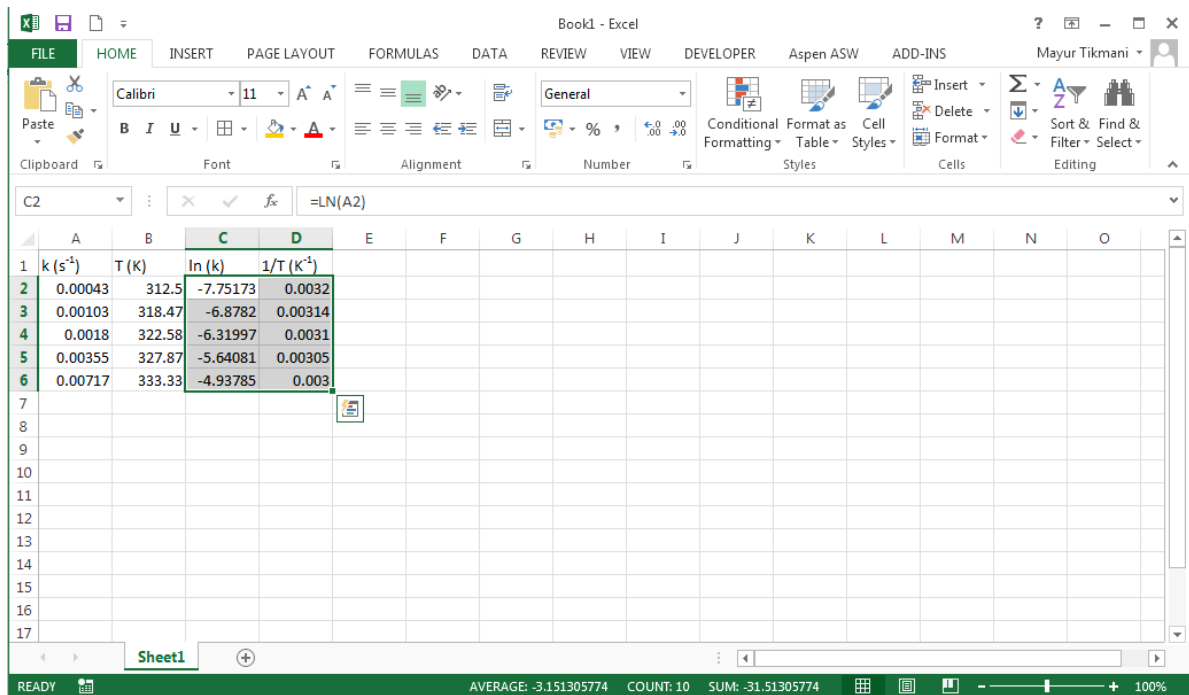 Book1 - Excel ?
FILE HOME INSERT PAGE LAYOUT FORMULAS DATA REVIEW VIEW DEVELOPER Aspen ASW ADD-INS Mayur Tikmani
Calibri 11 A A General Insert Σ A Z
Paste B I U A % , .0 .00 .00 .0 Conditional Format as Cell Delete Sort & Find &
Formatting Table Styles Format Filter Select
Clipboard Font Alignment Number Styles Cells Editing
C2 fx =LN(A2)
A B C D E F G H I J K L M N O
1 k (s⁻¹) T (K) ln (k) 1/T (K⁻¹)
2 0.00043 312.5 -7.75173 0.0032
3 0.00103 318.47 -6.8782 0.00314
4 0.0018 322.58 -6.31997 0.0031
5 0.00355 327.87 -5.64081 0.00305
6 0.00717 333.33 -4.93785 0.003
7
8
9
10
11
12
13
14
15
16
17
Sheet1
READY AVERAGE: -3.151305774 COUNT: 10 SUM: -31.51305774 - + 100%